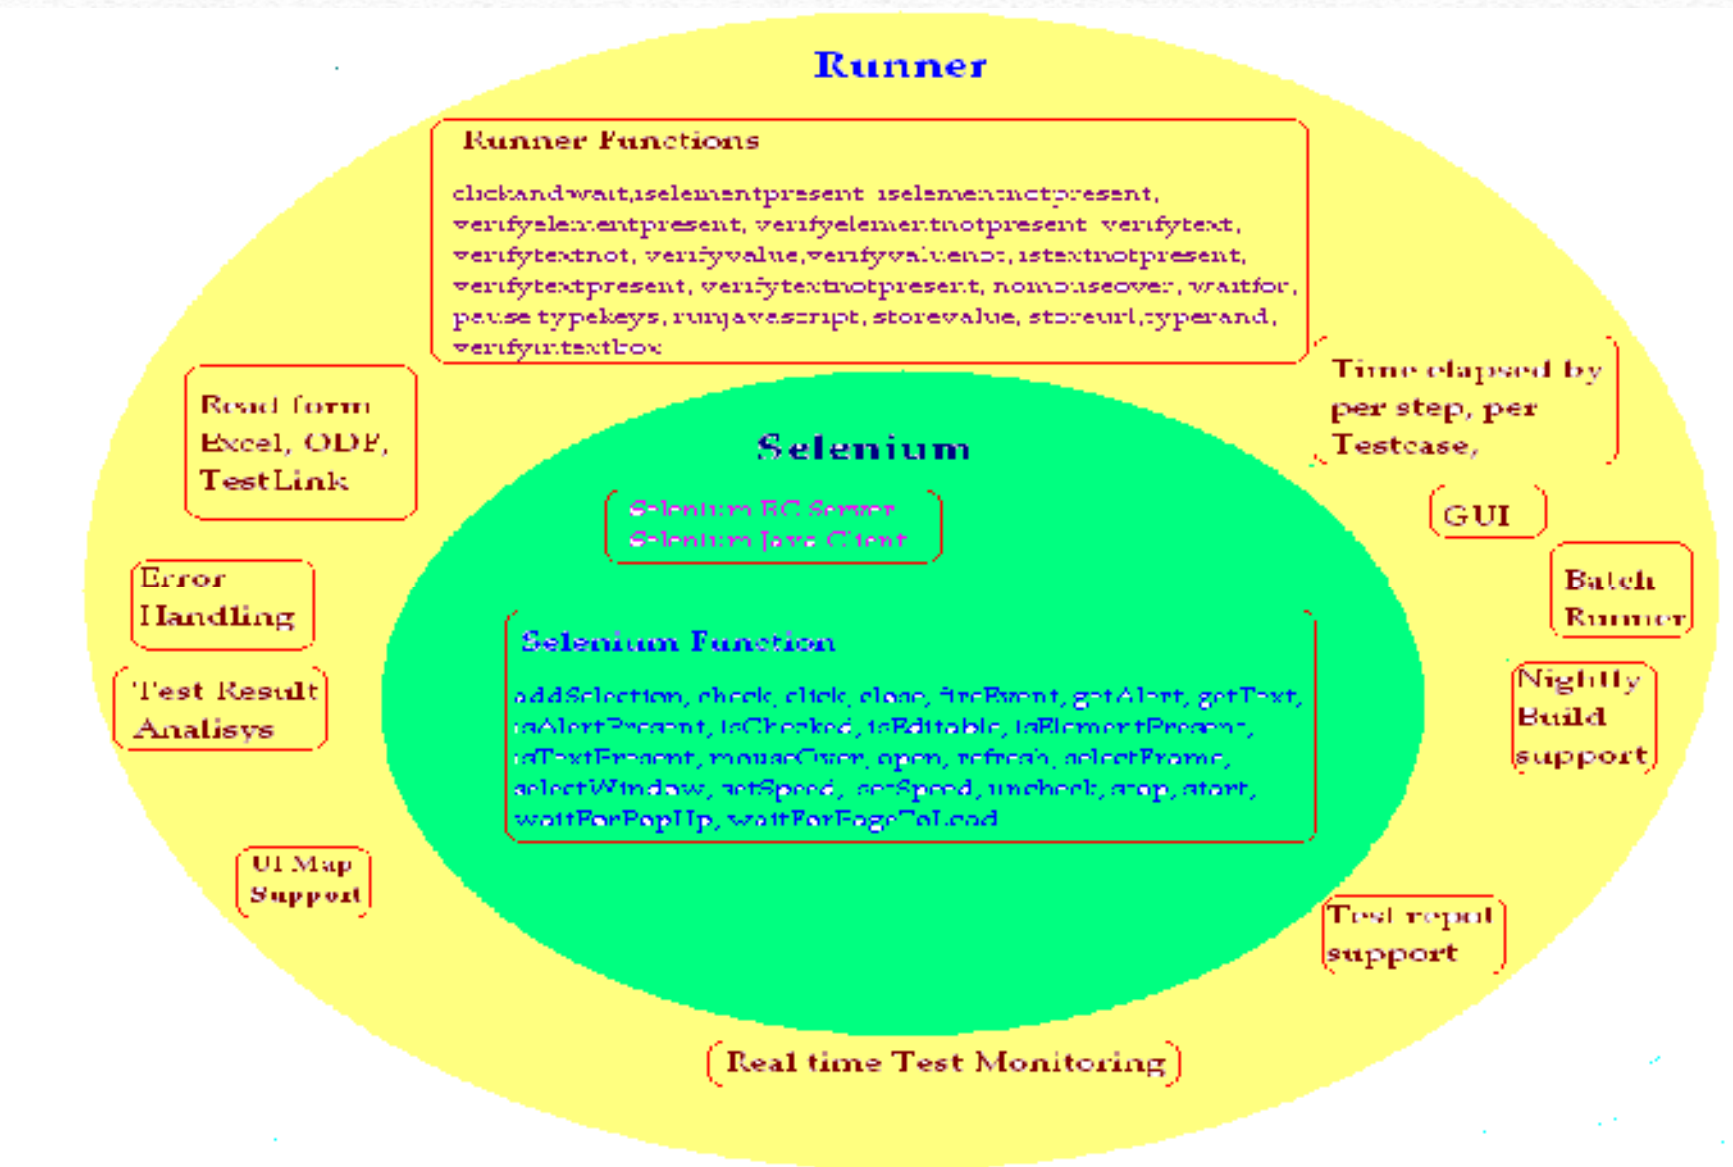 Runner
Runner Functions
clickandwait,iselementpresent iselementnotpresent,
verifyelementpresent, verifyelementnotpresent verifytext,
verifytextnot, verifyvalue,verifyvaluenot, istextnotpresent,
verifytextpresent, verifytextnotpresent, nomouseover, waitfor,
pause typekeys, runjavascript, storevalue, storeurl,typerand,
verifyintextbox
Read form
Excel, ODF,
TestLink
Time elapsed by
per step, per
Testcase,
Selenium
Selenium RC Server
Selenium Java Client
GUI
Error
Handling
Batch
Runner
Selenium Function
addSelection, check, click, close, fireEvent, getAlert, getText,
isAlertPresent, isChecked, isEditable, isElementPresent,
isTextPresent, mouseOver, open, refresh, selectFrame,
selectWindow, setSpeed, setSpeed, uncheck, stop, start,
waitForPopUp, waitForPageToLoad
Test Result
Analisys
Nightly
Build
support
UI Map
Support
Test repot
support
Real time Test Monitoring